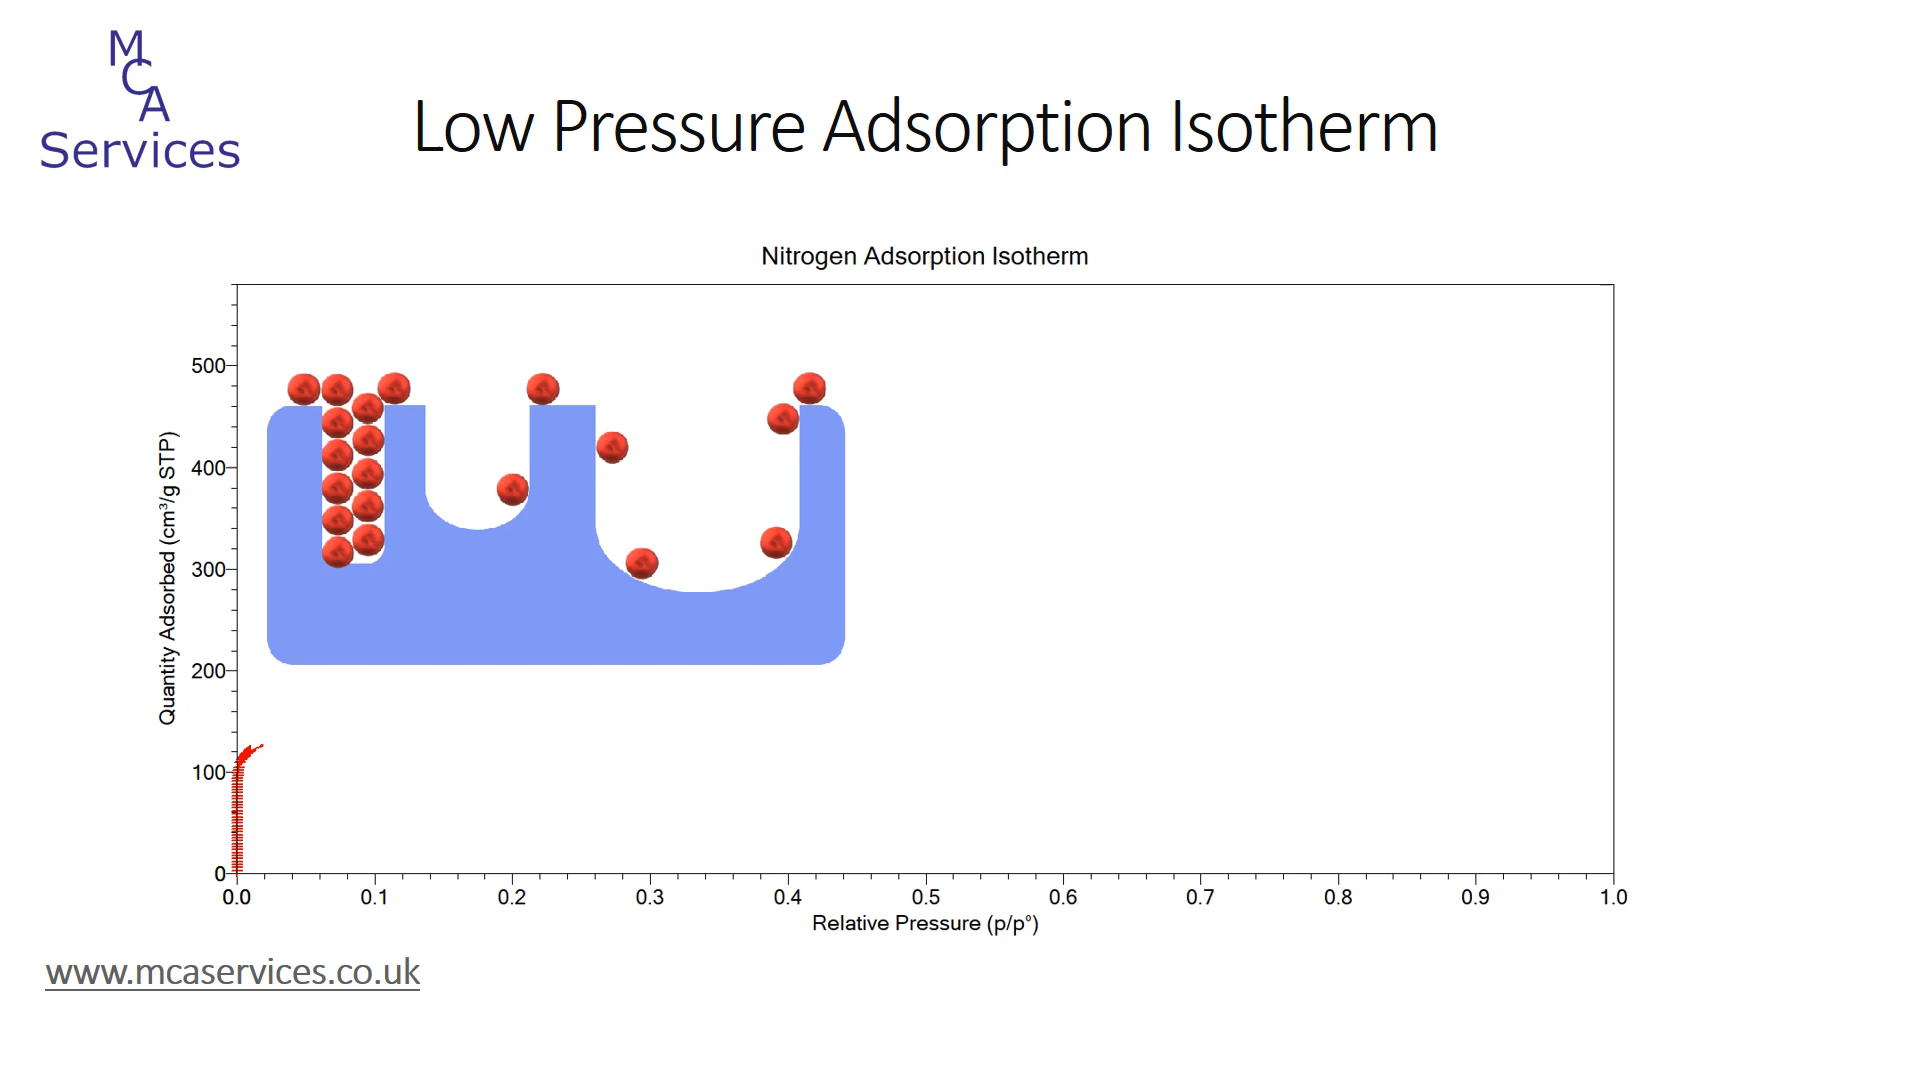 M
C
A
Services
Low Pressure Adsorption Isotherm
Nitrogen Adsorption Isotherm
Quantity Adsorbed (cm³/g STP)
500
400
300
200
100
0
0.0 0.1 0.2 0.3 0.4 0.5 0.6 0.7 0.8 0.9 1.0
Relative Pressure (p/p°)
www.mcaservices.co.uk